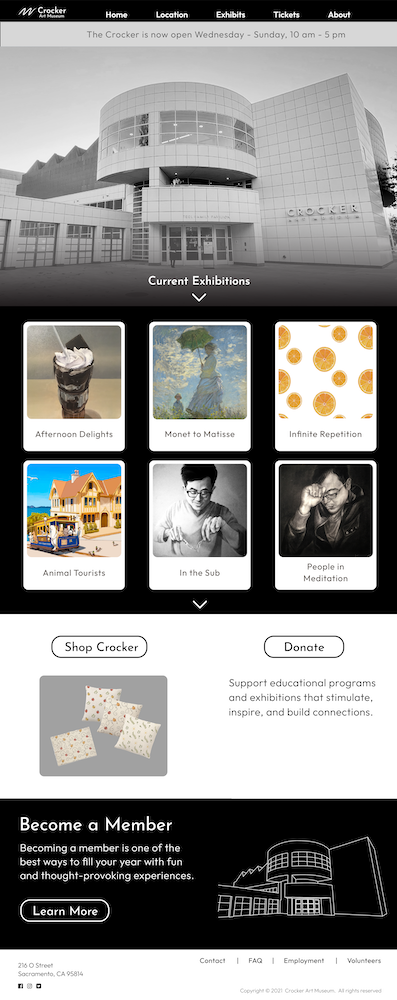 Crocker
Art Museum
Home
Location
Exhibits
Tickets
About
The Crocker is now open Wednesday - Sunday, 10 am - 5 pm
CROCKER
ART MUSEUM
Current Exhibitions
Afternoon Delights
Monet to Matisse
Infinite Repetition
Animal Tourists
In the Sub
People in
Meditation
Shop Crocker
Donate
Support educational programs
and exhibitions that stimulate,
inspire, and build connections.
Become a Member
Becoming a member is one of the
best ways to fill your year with fun
and thought-provoking experiences.
Learn More
216 O Street
Sacramento, CA 95814
Contact | FAQ | Employment | Volunteers
Copyright © 2021 Crocker Art Museum. All rights reserved